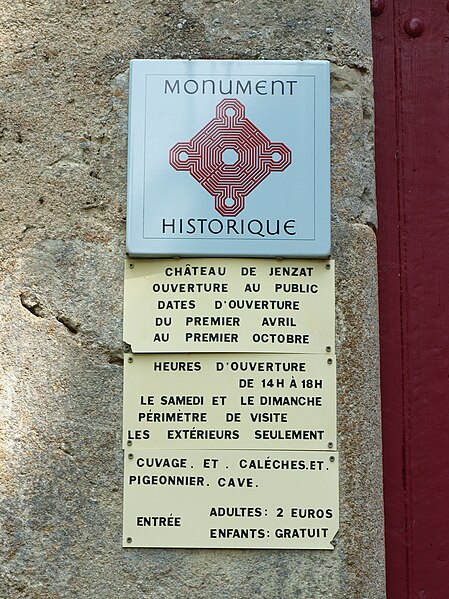 MONUMENT
HISTORIQUE
CHÂTEAU DE JENZAT
OUVERTURE AU PUBLIC
DATES D'OUVERTURE
DU PREMIER AVRIL
AU PREMIER OCTOBRE
HEURES D'OUVERTURE
DE 14H À 18H
LE SAMEDI ET LE DIMANCHE
PÉRIMÈTRE DE VISITE
LES EXTÉRIEURS SEULEMENT
CUVAGE. ET. CALÉCHES.ET.
PIGEONNIER. CAVE.
ADULTES: 2 EUROS
ENTRÉE
ENFANTS: GRATUIT